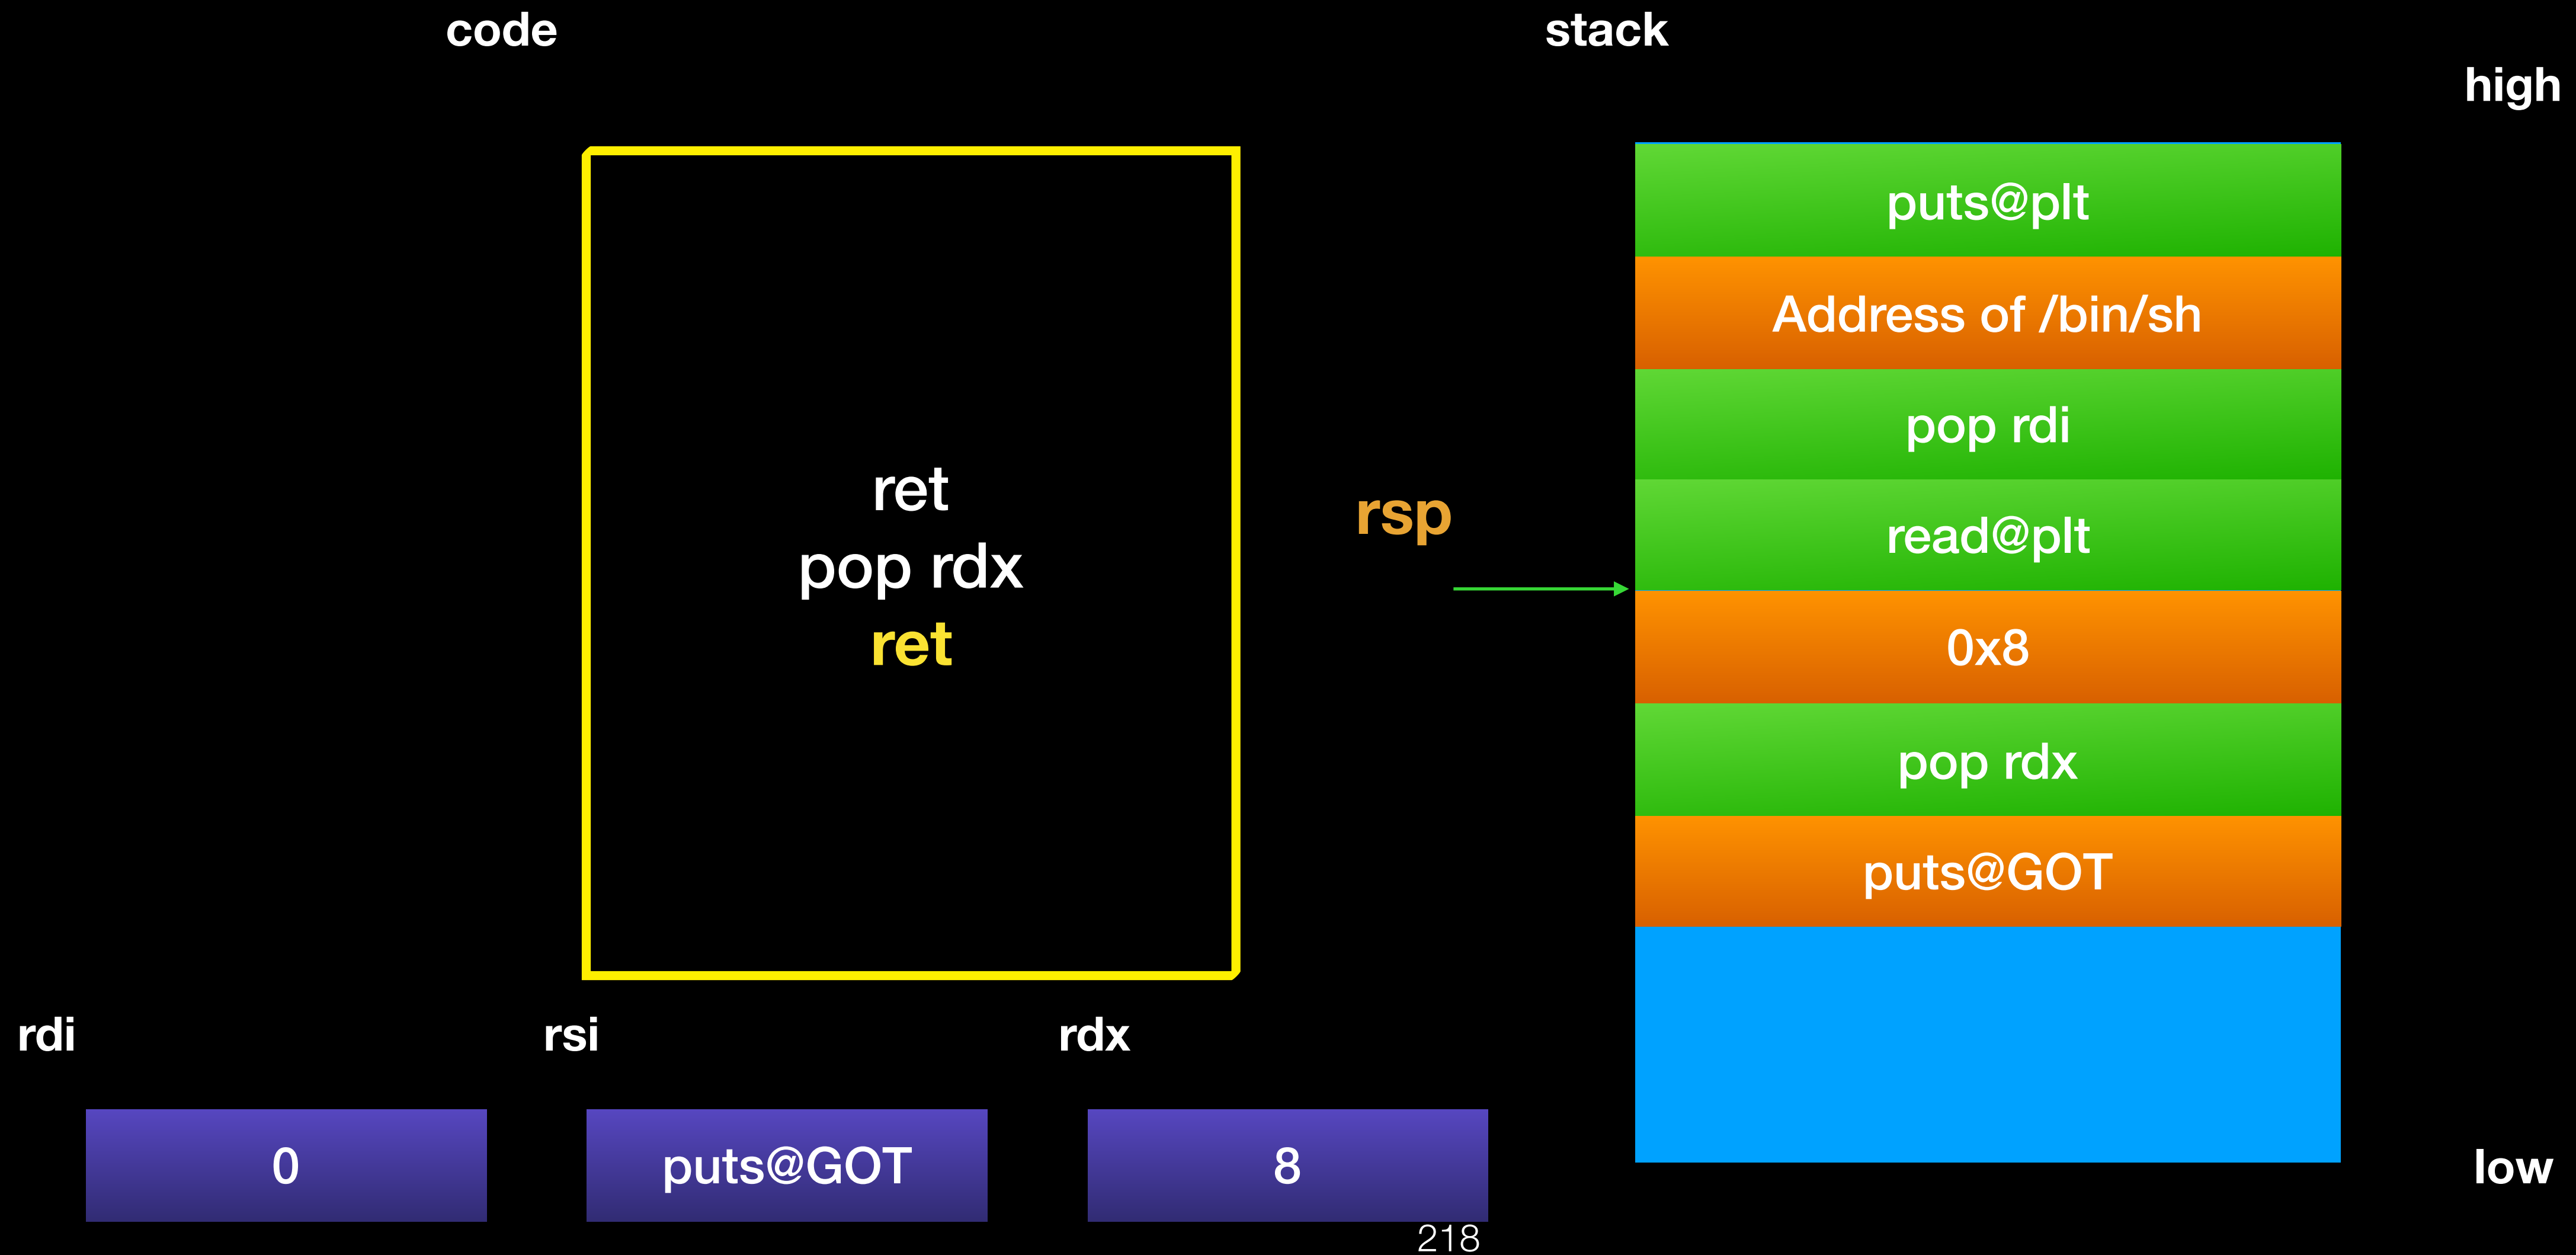 code
stack
high
ret
pop rdx
ret
rsp
puts@plt
Address of /bin/sh
pop rdi
read@plt
0x8
pop rdx
puts@GOT
low
rdi
rsi
rdx
0
puts@GOT
8
218